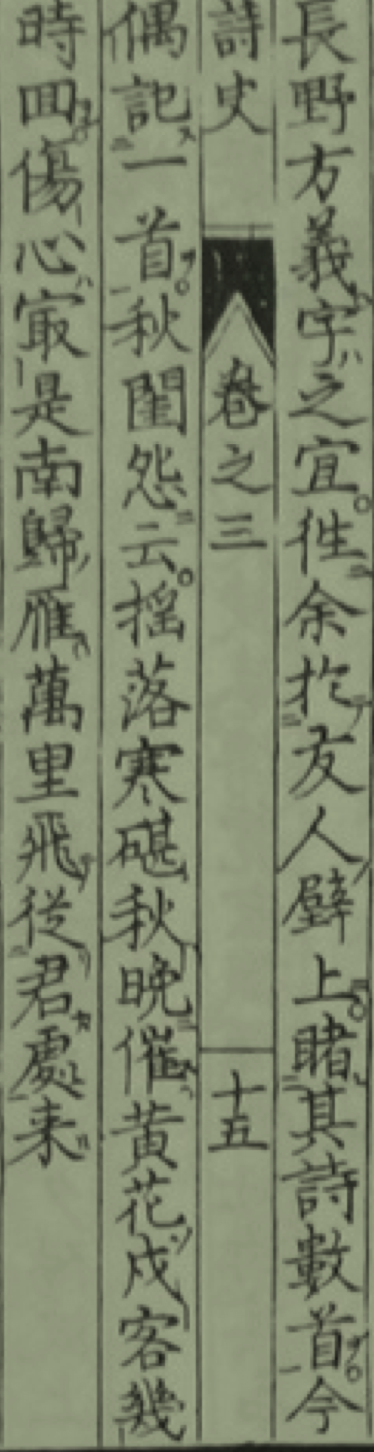 長野方義字之宜徃余於友人壁上睹其詩數首今
詩史 卷之三 十五
偶記一首秋閨怨云搖落寒碪秋晚催黃花戍客幾
時回傷心寂是南歸雁萬里飛從君處来